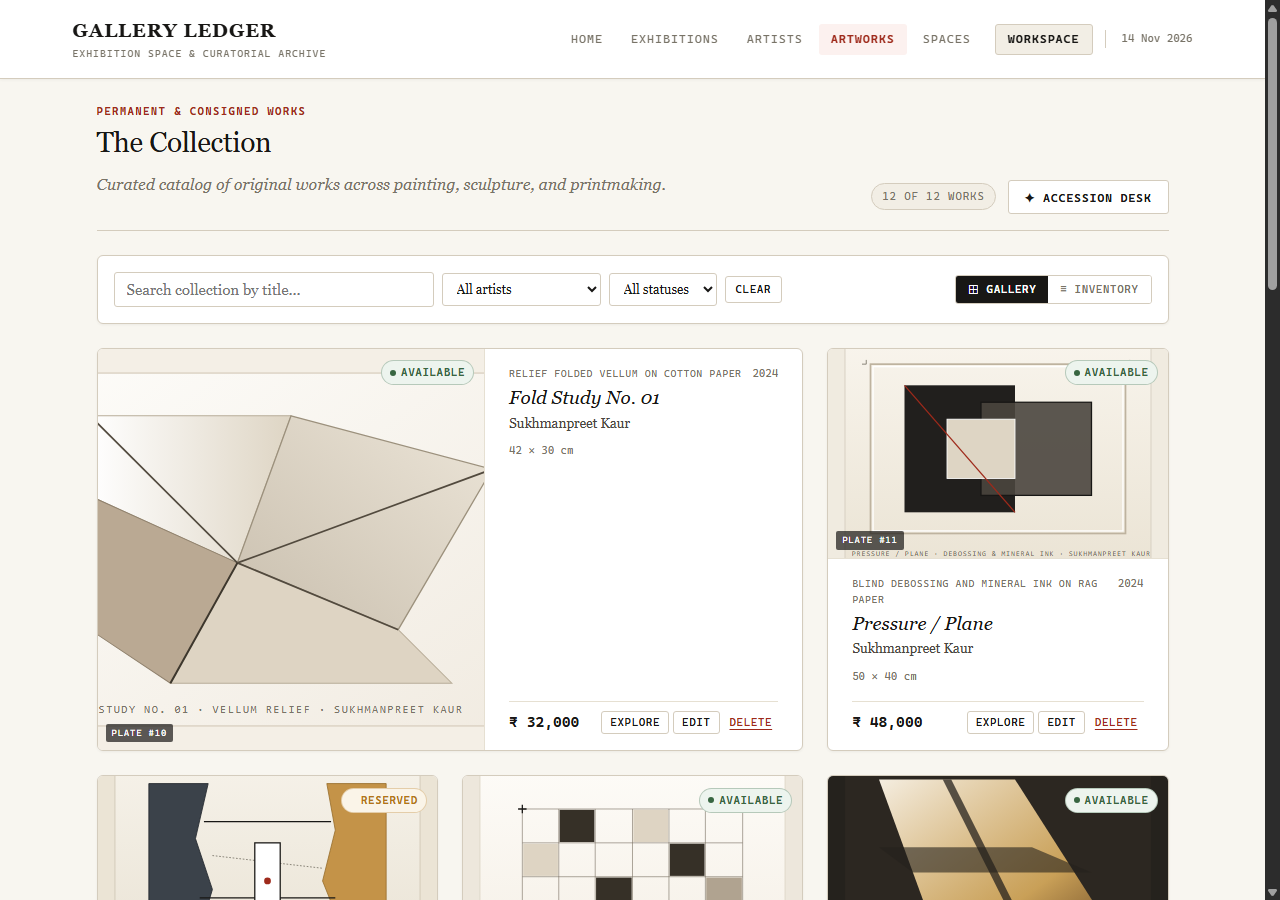 GALLERY LEDGER
EXHIBITION SPACE & CURATORIAL ARCHIVE
HOME EXHIBITIONS ARTISTS ARTWORKS SPACES WORKSPACE 14 Nov 2026
PERMANENT & CONSIGNED WORKS
The Collection
Curated catalog of original works across painting, sculpture, and printmaking.
12 OF 12 WORKS ✦ ACCESSION DESK
Search collection by title... All artists All statuses CLEAR ⊞ GALLERY ≡ INVENTORY
AVAILABLE
STUDY NO. 01 · VELLUM RELIEF · SUKHMANPREET KAUR
PLATE #10
RELIEF FOLDED VELLUM ON COTTON PAPER 2024
Fold Study No. 01
Sukhmanpreet Kaur
42 × 30 cm
₹ 32,000 EXPLORE EDIT DELETE
AVAILABLE
PLATE #11
PRESSURE / PLANE · DEBOSSING & MINERAL INK · SUKHMANPREET KAUR
BLIND DEBOSSING AND MINERAL INK ON RAG 2024
PAPER
Pressure / Plane
Sukhmanpreet Kaur
50 × 40 cm
₹ 48,000 EXPLORE EDIT DELETE
RESERVED
AVAILABLE
AVAILABLE